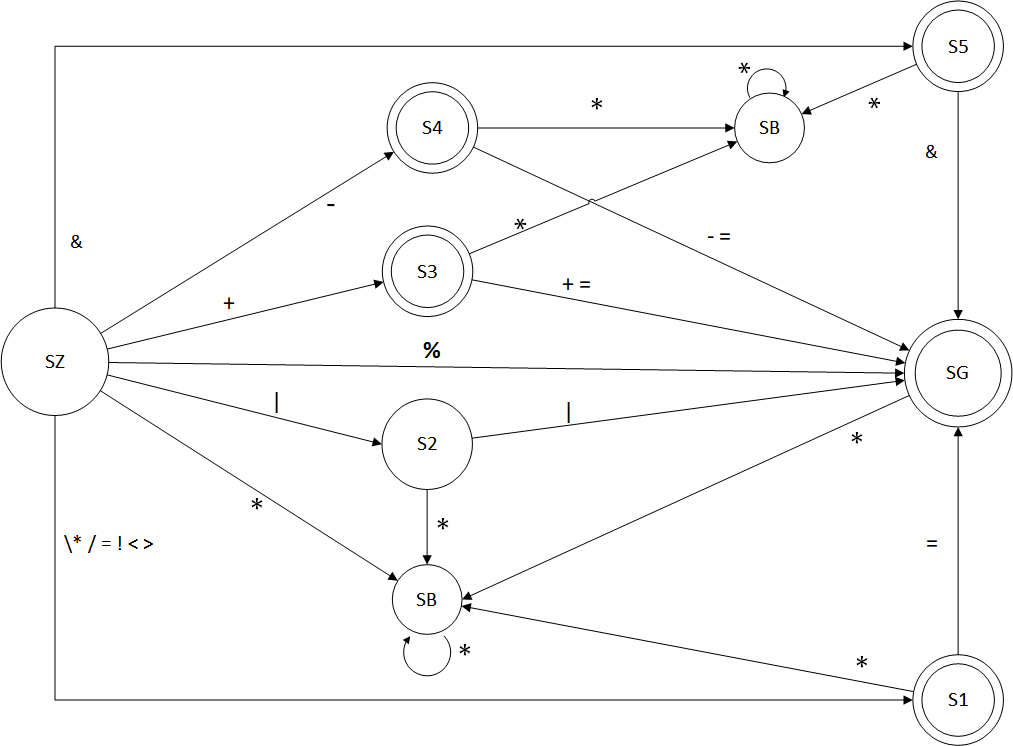 S5
*
*
S4
*
SB
&
-
*
- =
&
S3
+
+ =
%
SZ
SG
|
|
S2
*
*
*
\* / = ! < >
=
SB
*
*
S1